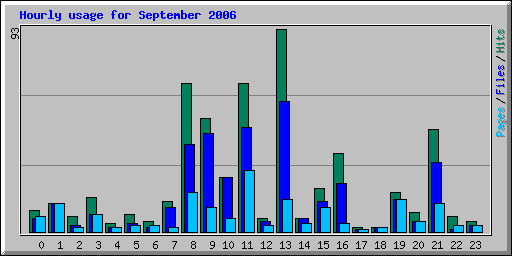 Hourly usage for September 2006
93
Pages / Files / Hits
0 1 2 3 4 5 6 7 8 9 10 11 12 13 14 15 16 17 18 19 20 21 22 23